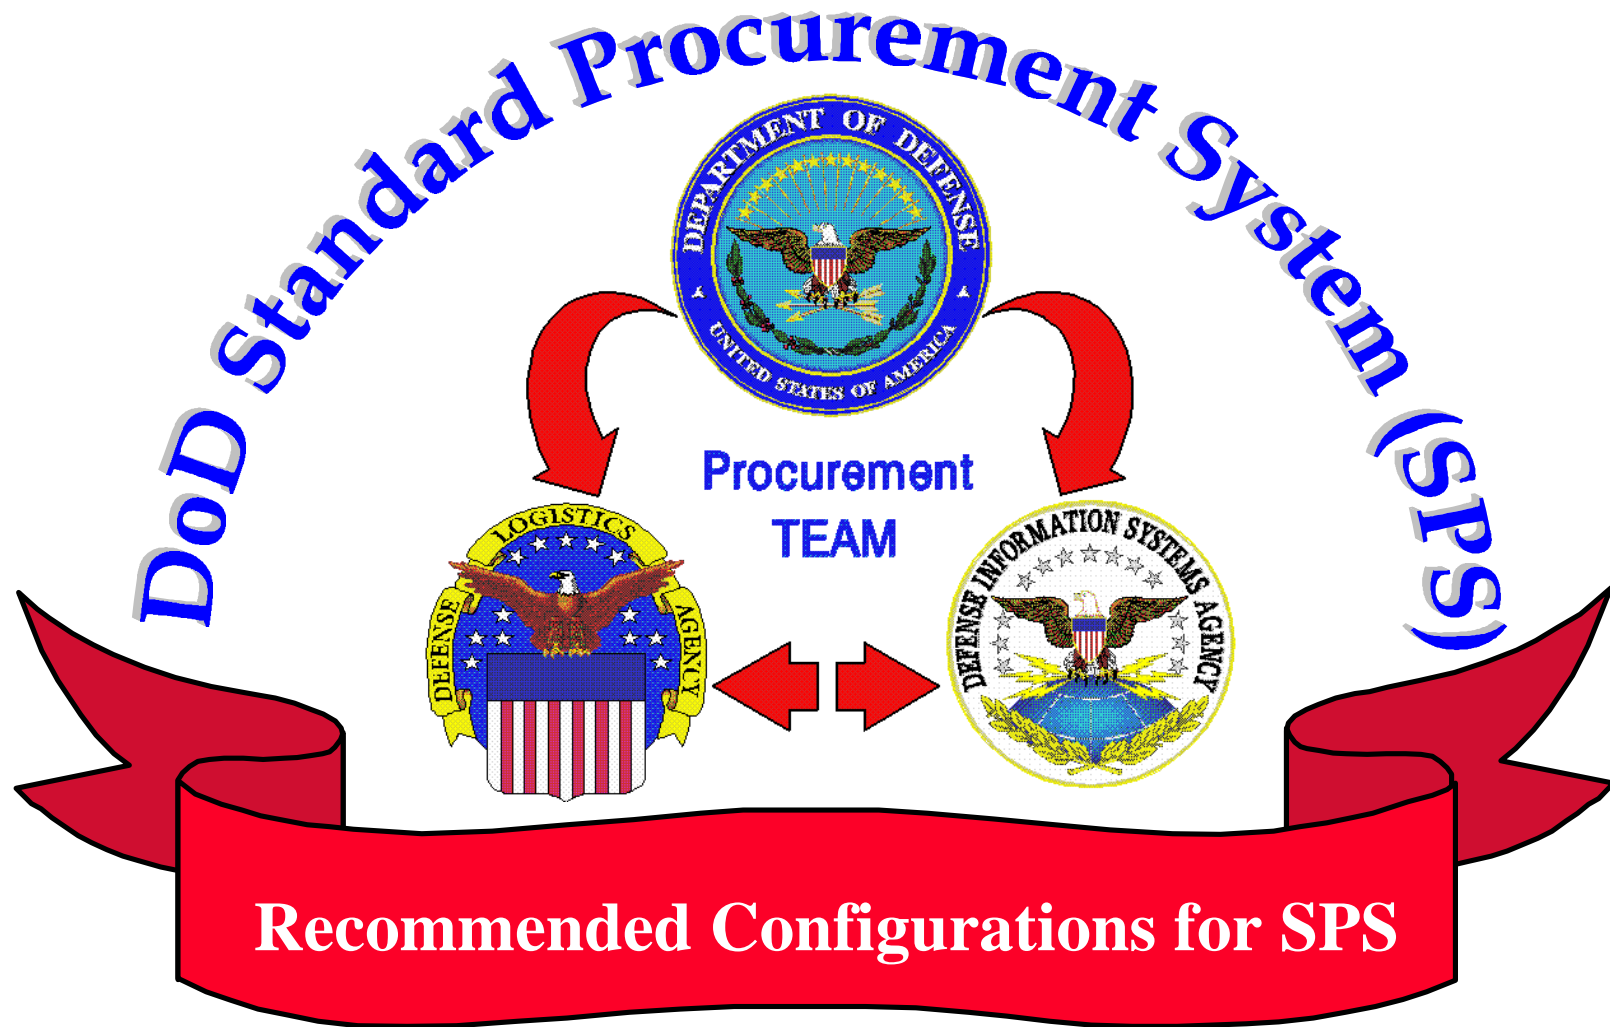 DoD Standard Procurement System (SPS)
DEPARTMENT OF DEFENSE
UNITED STATES OF AMERICA
Procurement
TEAM
DEFENSE LOGISTICS AGENCY
DEFENSE INFORMATION SYSTEMS AGENCY
Recommended Configurations for SPS